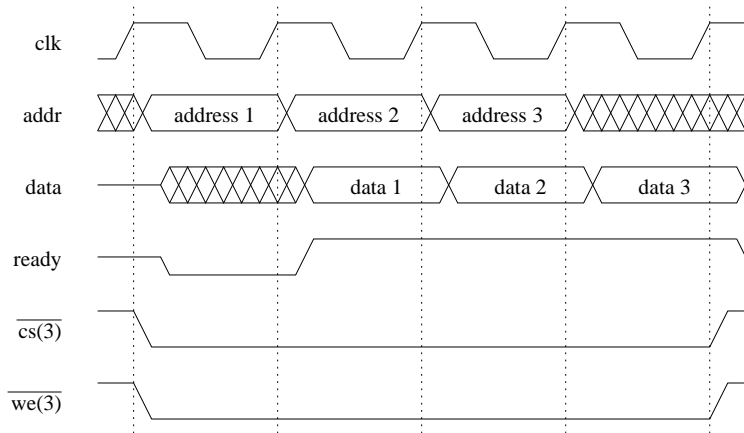 clk
addr address 1 address 2 address 3
data data 1 data 2 data 3
ready
cs(3)
we(3)